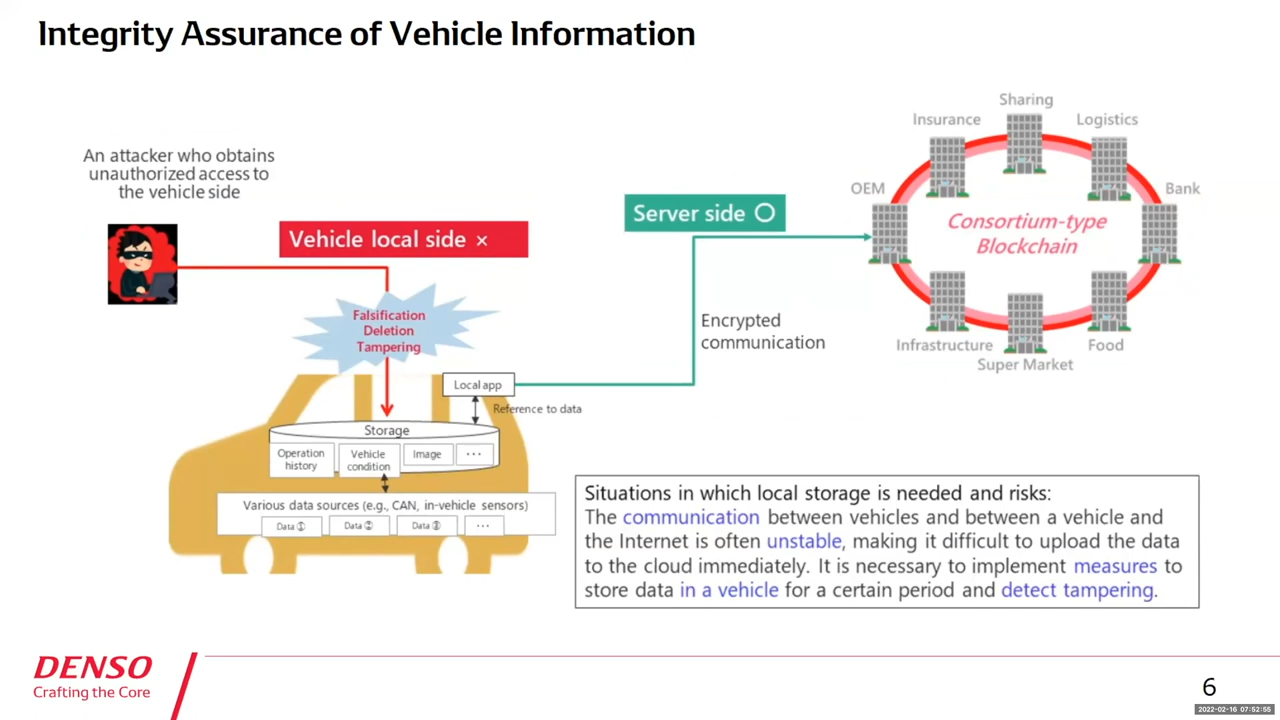 Integrity Assurance of Vehicle Information
An attacker who obtains
unauthorized access to
the vehicle side
Vehicle local side ×
Falsification
Deletion
Tampering
Local app
Reference to data
Storage
Operation
history
Vehicle
condition
Image
...
Various data sources (e.g., CAN, in-vehicle sensors)
Data ①
Data ②
Data ③
...
Server side ○
Encrypted
communication
Sharing
Insurance
Logistics
OEM
Bank
Consortium-type
Blockchain
Infrastructure
Food
Super Market
Situations in which local storage is needed and risks:
The communication between vehicles and between a vehicle and
the Internet is often unstable, making it difficult to upload the data
to the cloud immediately. It is necessary to implement measures to
store data in a vehicle for a certain period and detect tampering.
DENSO
Crafting the Core
6
2022-02-16 07:52:55